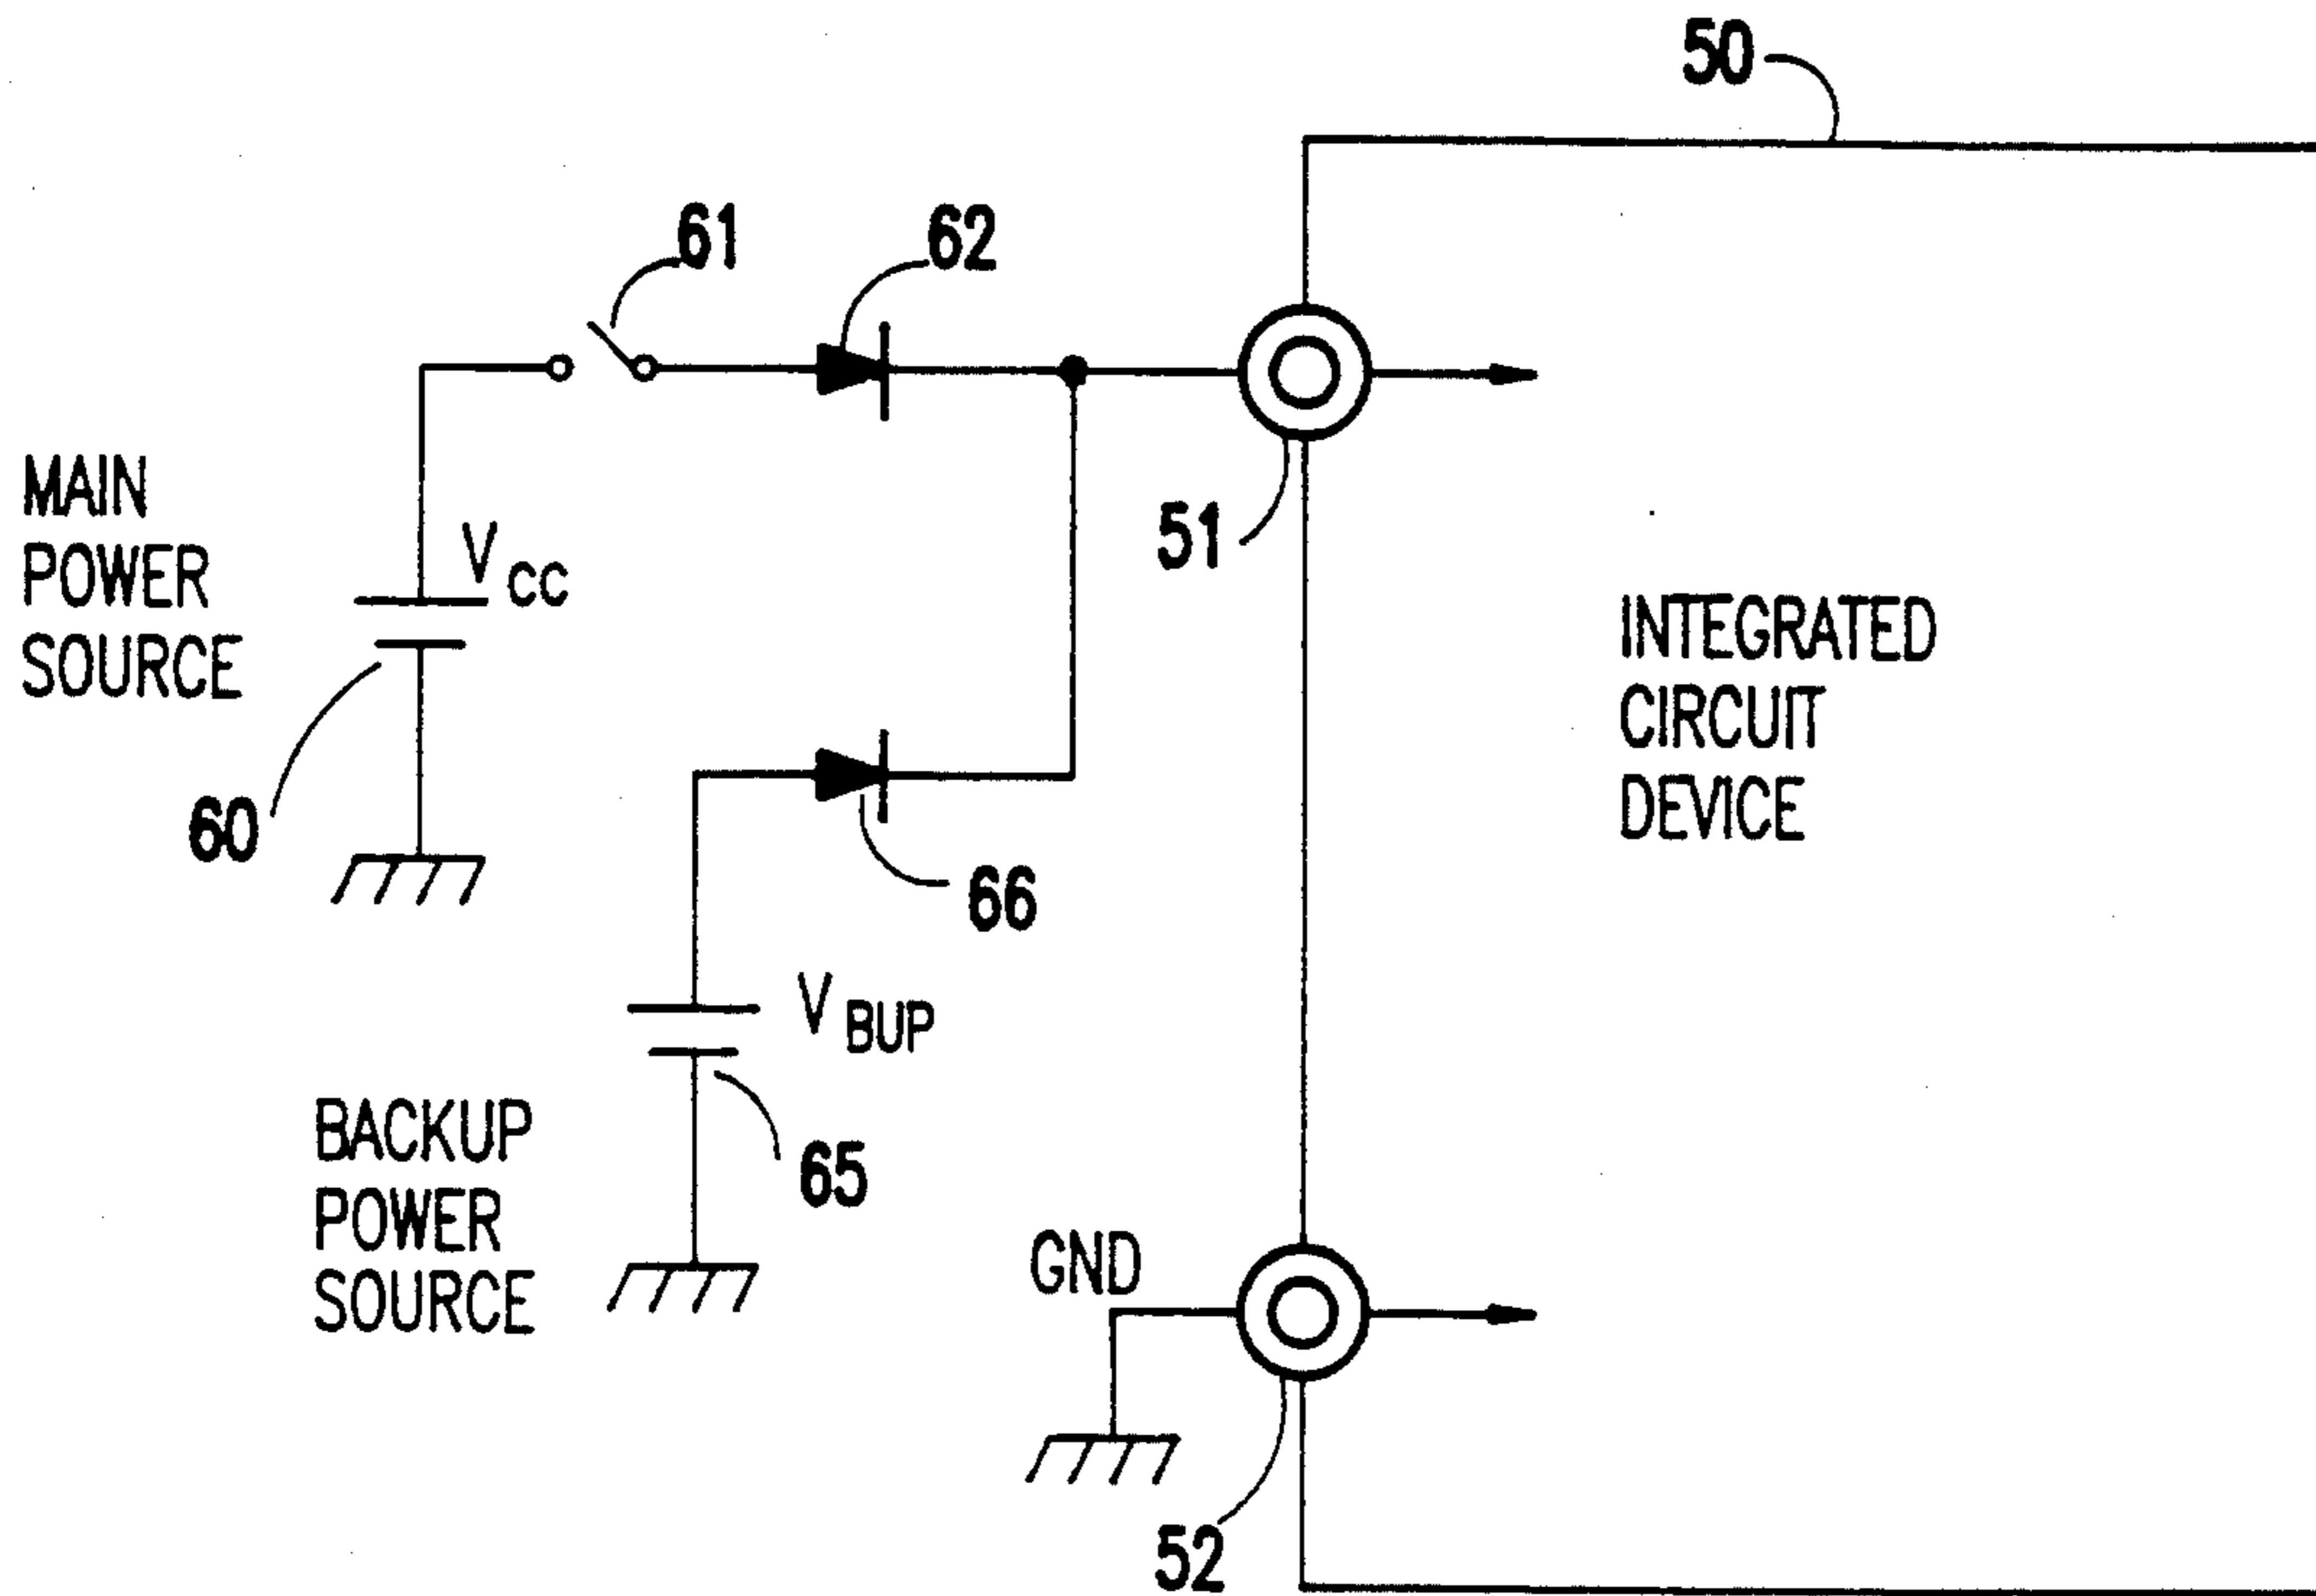 50
61
62
MAIN
POWER
SOURCE
VCC
51
INTEGRATED
CIRCUIT
DEVICE
60
66
VBUP
BACKUP
POWER
SOURCE
65
GND
52